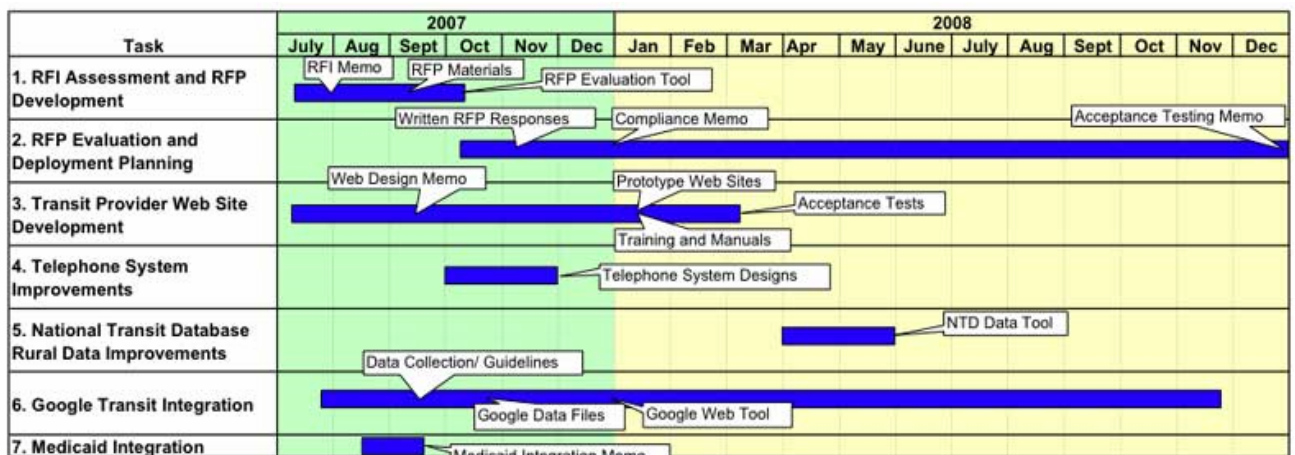 2007 2008
Task July Aug Sept Oct Nov Dec Jan Feb Mar Apr May June July Aug Sept Oct Nov Dec
1. RFI Assessment and RFP
Development
RFI Memo
RFP Materials
RFP Evaluation Tool
2. RFP Evaluation and
Deployment Planning
Written RFP Responses
Compliance Memo
Acceptance Testing Memo
3. Transit Provider Web Site
Development
Web Design Memo
Prototype Web Sites
Acceptance Tests
Training and Manuals
4. Telephone System
Improvements
Telephone System Designs
5. National Transit Database
Rural Data Improvements
NTD Data Tool
6. Google Transit Integration
Data Collection/ Guidelines
Google Data Files
Google Web Tool
7. Medicaid Integration
Medicaid Integration Memo